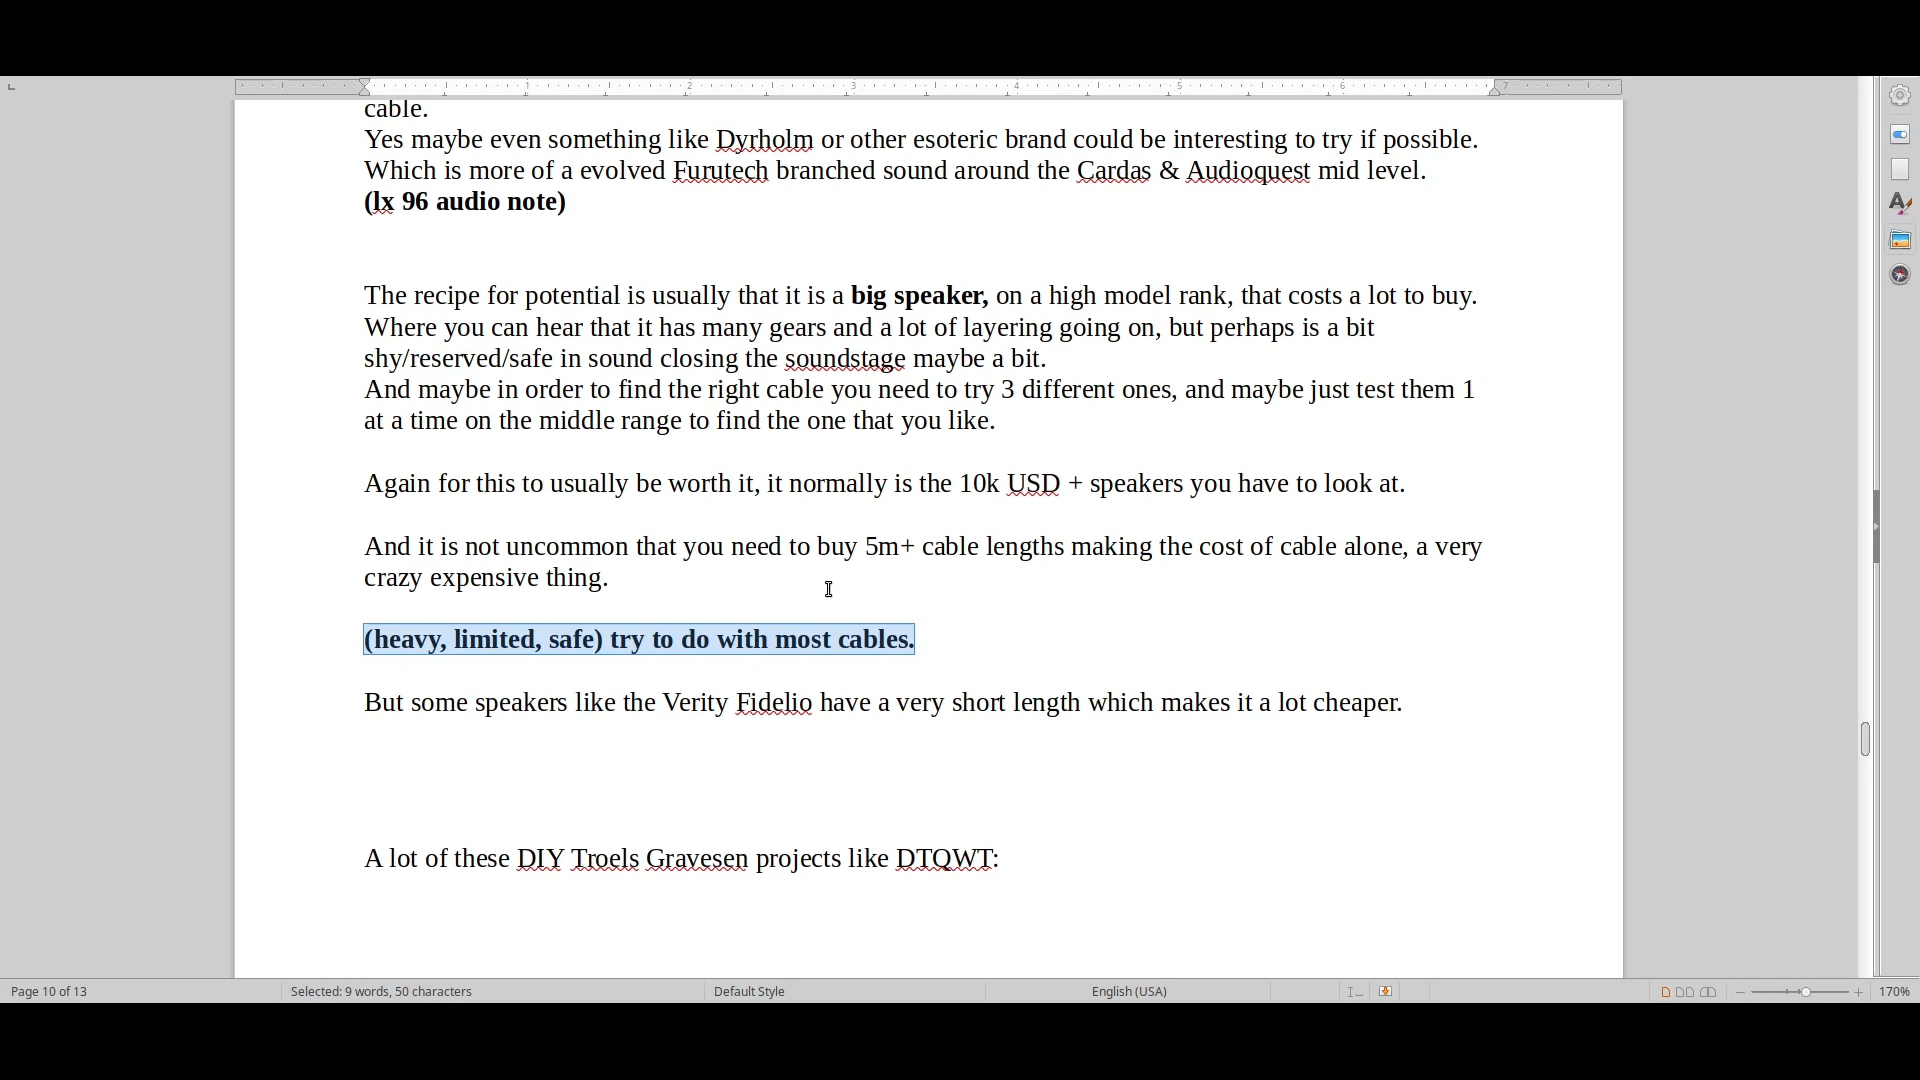 1 2 3 4 5 6 7
cable.
Yes maybe even something like Dyrholm or other esoteric brand could be interesting to try if possible.
Which is more of a evolved Furutech branched sound around the Cardas & Audioquest mid level.
(lx 96 audio note)
The recipe for potential is usually that it is a big speaker, on a high model rank, that costs a lot to buy.
Where you can hear that it has many gears and a lot of layering going on, but perhaps is a bit
shy/reserved/safe in sound closing the soundstage maybe a bit.
And maybe in order to find the right cable you need to try 3 different ones, and maybe just test them 1
at a time on the middle range to find the one that you like.
Again for this to usually be worth it, it normally is the 10k USD + speakers you have to look at.
And it is not uncommon that you need to buy 5m+ cable lengths making the cost of cable alone, a very
crazy expensive thing.
(heavy, limited, safe) try to do with most cables.
But some speakers like the Verity Fidelio have a very short length which makes it a lot cheaper.
A lot of these DIY Troels Gravesen projects like DTQWT:
Page 10 of 13 Selected: 9 words, 50 characters Default Style English (USA) 170%